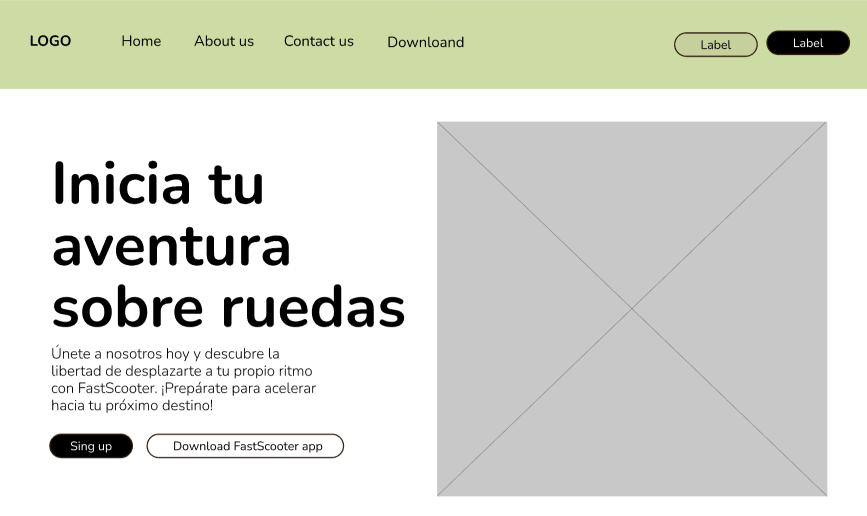 LOGO Home About us Contact us Downloand Label Label
Inicia tu
aventura
sobre ruedas
Únete a nosotros hoy y descubre la
libertad de desplazarte a tu propio ritmo
con FastScooter. ¡Prepárate para acelerar
hacia tu próximo destino!
Sing up Download FastScooter app